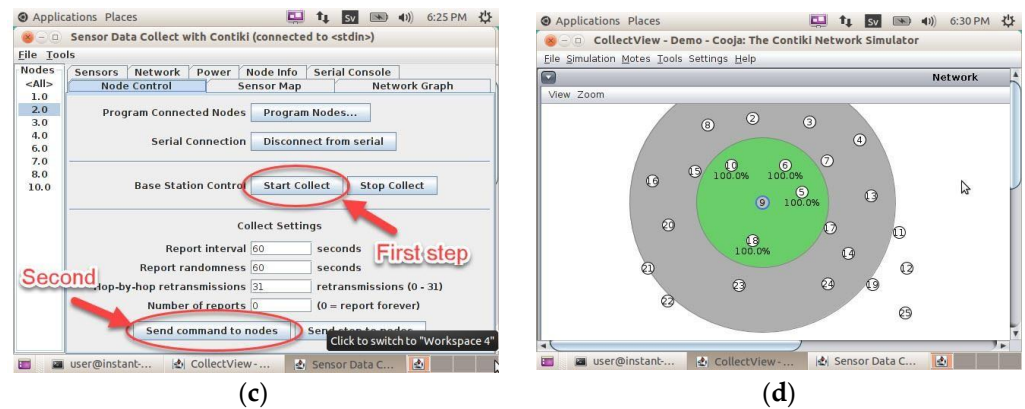 Applications Places Sv 6:25 PM
Sensor Data Collect with Contiki (connected to <stdin>)
File Tools
Nodes
<All>
1.0
2.0
3.0
4.0
6.0
7.0
8.0
10.0
Sensors Network Power Node Info Serial Console
Node Control Sensor Map Network Graph
Program Connected Nodes Program Nodes...
Serial Connection Disconnect from serial
Base Station Control Start Collect Stop Collect
Collect Settings
First step
Report interval 60 seconds
Report randomness 60 seconds
Second
Hop-by-hop retransmissions 31 retransmissions (0 - 31)
Number of reports 0 (0 = report forever)
Send command to nodes Send stop to nodes
Click to switch to "Workspace 4"
user@instant-... CollectView -... Sensor Data C...
(c)
Applications Places Sv 6:30 PM
CollectView - Demo - Cooja: The Contiki Network Simulator
File Simulation Motes Tools Settings Help
Network
View Zoom
8 2 3
4
15 10 6 7
100.0% 100.0%
16 5 13
9 100.0%
20 17 11
18
100.0% 14
21 12
23 24 19
22
25
user@instant-... CollectView -... Sensor Data C...
(d)